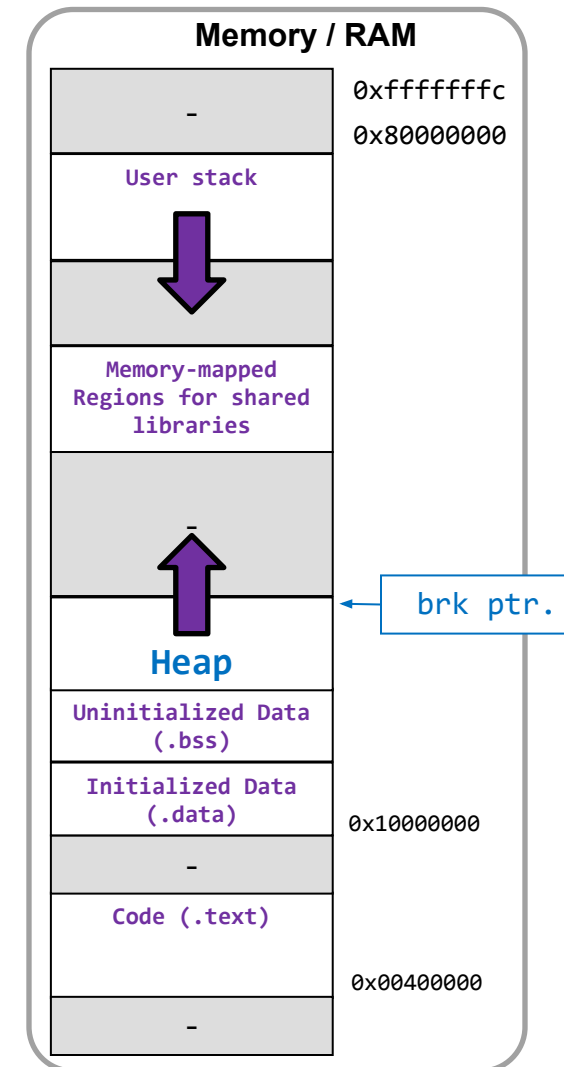 Memory / RAM
-
0xfffffffc
0x80000000
User stack
Memory-mapped
Regions for shared
libraries
-
brk ptr.
Heap
Uninitialized Data
(.bss)
Initialized Data
(.data)
0x10000000
-
Code (.text)
0x00400000
-